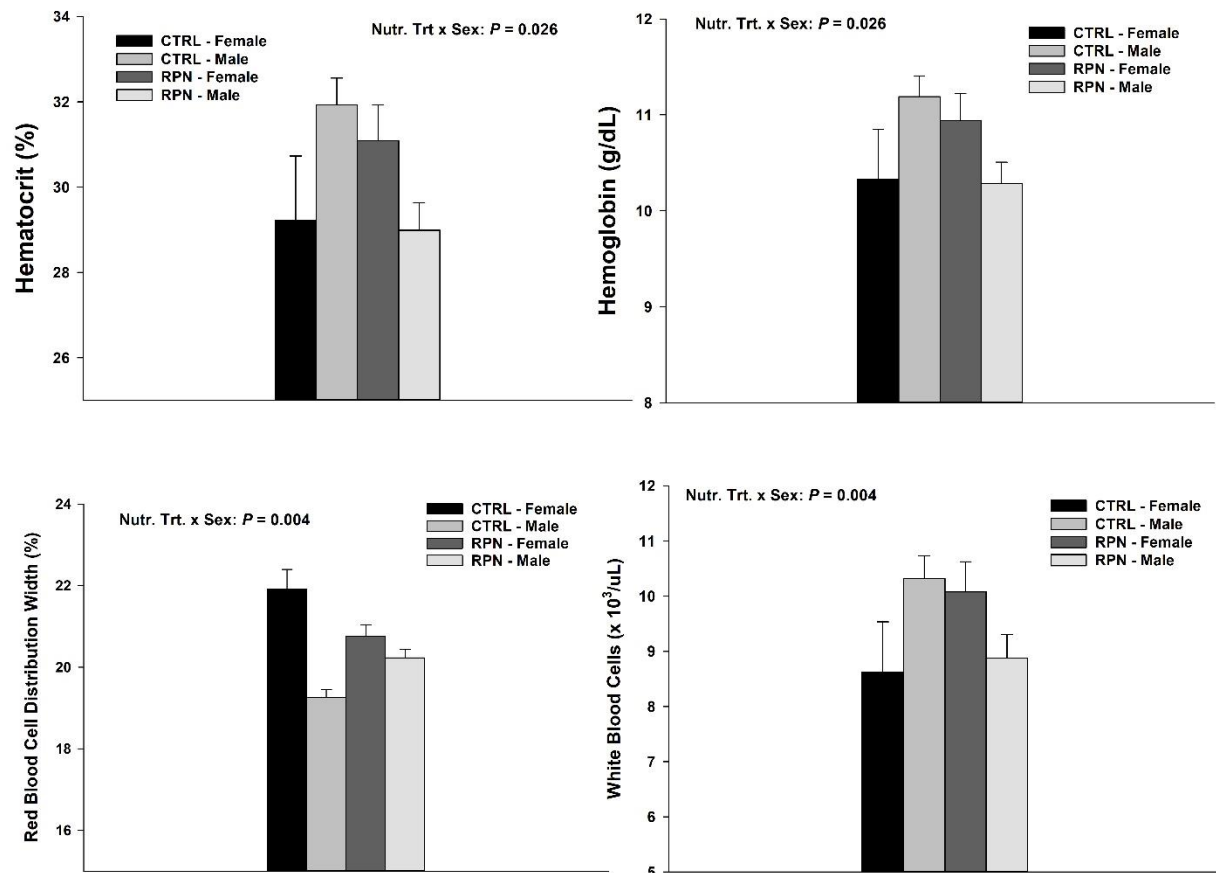 Hematocrit (%)
34
32
30
28
26
CTRL - Female
CTRL - Male
RPN - Female
RPN - Male
Nutr. Trt x Sex: P = 0.026
Hemoglobin (g/dL)
12
11
10
9
8
Nutr. Trt. x Sex: P = 0.026
CTRL - Female
CTRL - Male
RPN - Female
RPN - Male
Red Blood Cell Distribution Width (%)
24
22
20
18
16
Nutr. Trt. x Sex: P = 0.004
CTRL - Female
CTRL - Male
RPN - Female
RPN - Male
White Blood Cells (x 10³/uL)
12
11
10
9
8
7
6
5
Nutr. Trt. x Sex: P = 0.004
CTRL - Female
CTRL - Male
RPN - Female
RPN - Male